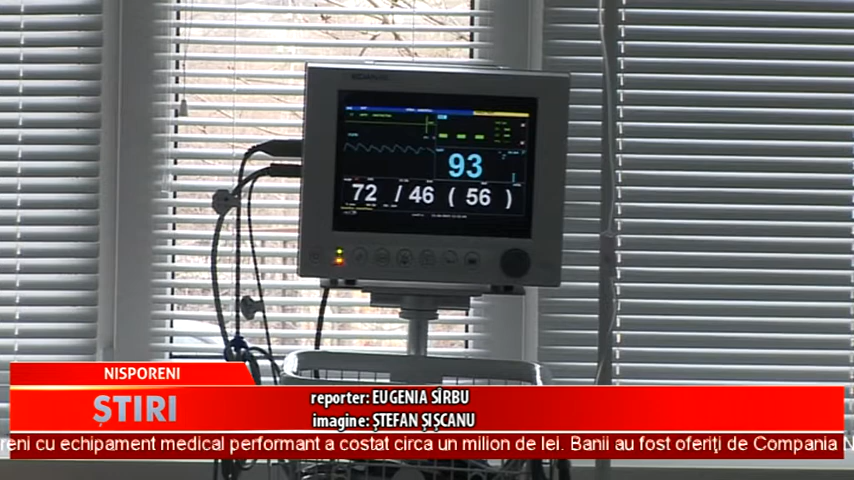 93
72 / 46 ( 56 )
NISPORENI
ȘTIRI
reporter: EUGENIA SÎRBU
imagine: ȘTEFAN ȘIȘCANU
reni cu echipament medical performant a costat circa un milion de lei. Banii au fost oferiți de Compania N